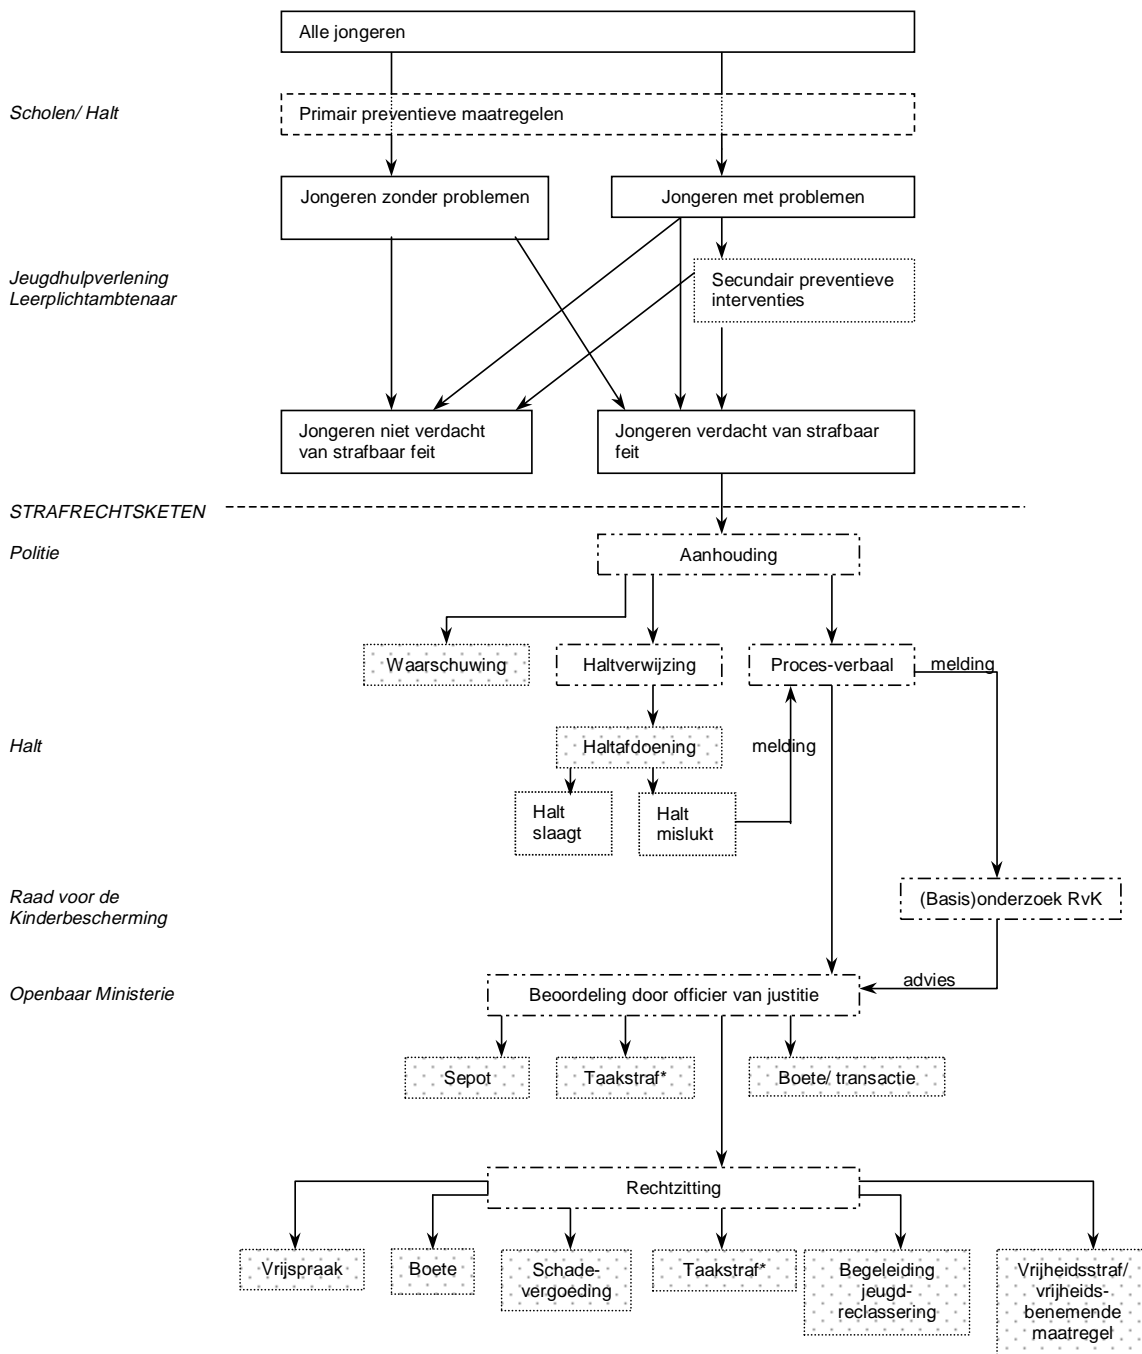 Alle jongeren
Scholen/ Halt
Primair preventieve maatregelen
Jongeren zonder problemen
Jongeren met problemen
Jeugdhulpverlening
Leerplichtambtenaar
Secundair preventieve
interventies
Jongeren niet verdacht
van strafbaar feit
Jongeren verdacht van strafbaar
feit
STRAFRECHTSKETEN
Politie
Aanhouding
Waarschuwing
Haltverwijzing
Proces-verbaal
melding
Halt
Haltafdoening
melding
Halt
slaagt
Halt
mislukt
Raad voor de
Kinderbescherming
(Basis)onderzoek RvK
Openbaar Ministerie
Beoordeling door officier van justitie
advies
Sepot
Taakstraf*
Boete/ transactie
Rechtzitting
Vrijspraak
Boete
Schade-
vergoeding
Taakstraf*
Begeleiding
jeugd-
reclassering
Vrijheidsstraf/
vrijheids-
benemende
maatregel